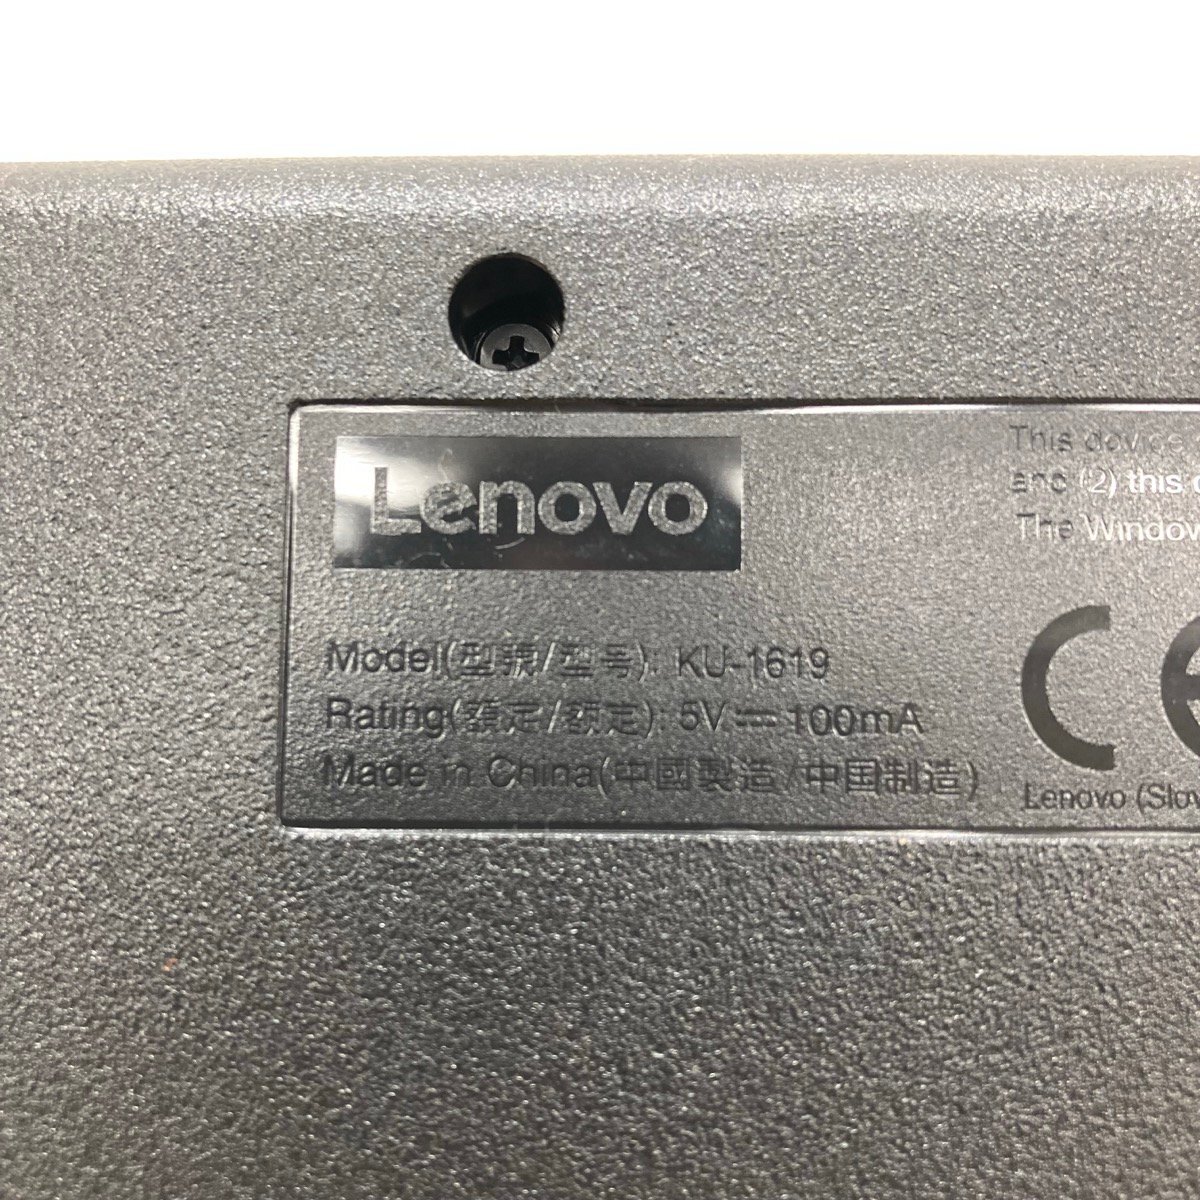 Lenovo
This device
and (2) this
The Window
Model(型號/型号): KU-1619
Rating(額定/额定): 5V⎓100mA
Made in China(中國製造/中国制造)
CE
Lenovo (Slov